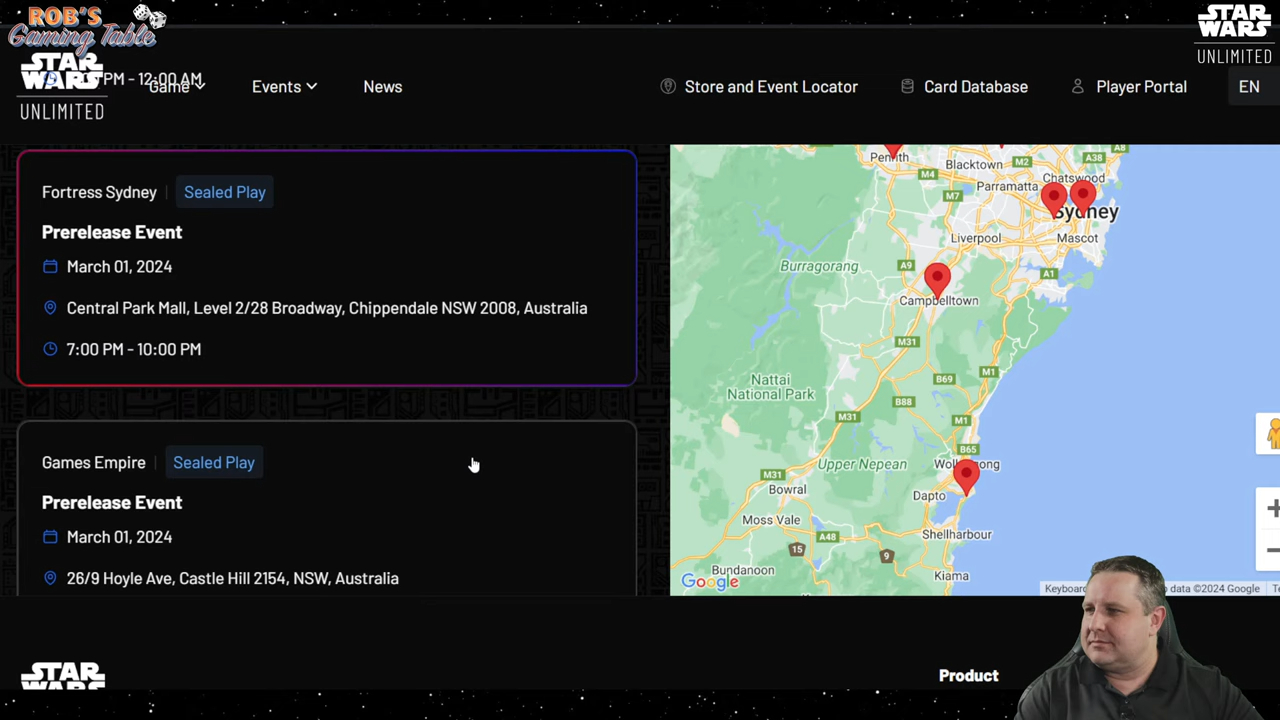 ROB'S
Gaming Table
STAR
WARS
UNLIMITED
STAR
WARS
UNLIMITED
PM - 12:00 AM
Game
Events
News
Store and Event Locator
Card Database
Player Portal
EN
Fortress Sydney
Sealed Play
Prerelease Event
March 01, 2024
Central Park Mall, Level 2/28 Broadway, Chippendale NSW 2008, Australia
7:00 PM - 10:00 PM
Games Empire
Sealed Play
Prerelease Event
March 01, 2024
26/9 Hoyle Ave, Castle Hill 2154, NSW, Australia
Penrith
Blacktown
M2
A38
A8
M4
Chatswood
Parramatta
M7
Sydney
Liverpool
Mascot
Burragorang
A9
A1
Campbelltown
M31
Nattai
National Park
B69
M1
B88
M31
M1
B65
Upper Nepean
Wollongong
M31
Bowral
Dapto
Moss Vale
A48
Shellharbour
15
9
Bundanoon
Kiama
Google
data ©2024 Google
STAR
WARS
Product